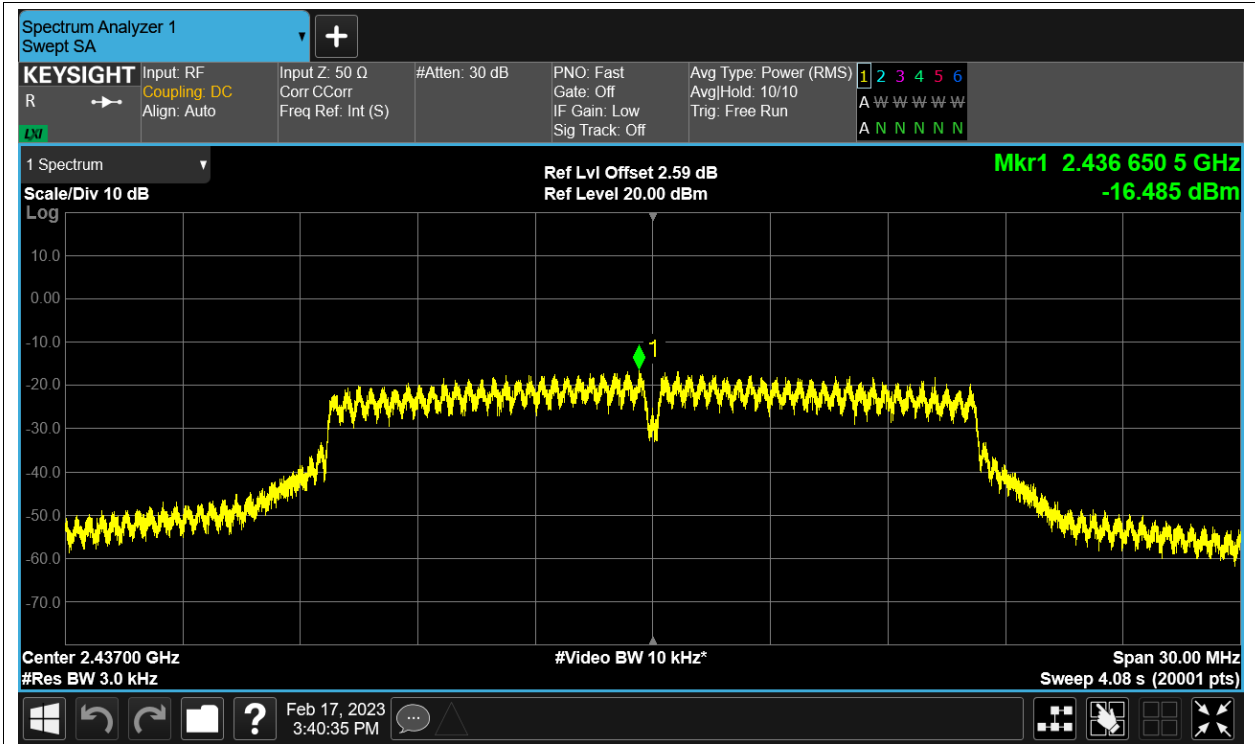 Spectrum Analyzer 1
Swept SA
+
KEYSIGHT
R
LXI
Input: RF
Coupling: DC
Align: Auto
Input Z: 50 Ω
Corr CCorr
Freq Ref: Int (S)
#Atten: 30 dB
PNO: Fast
Gate: Off
IF Gain: Low
Sig Track: Off
Avg Type: Power (RMS)
Avg|Hold: 10/10
Trig: Free Run
1 2 3 4 5 6
A W W W W W
A N N N N N
1 Spectrum
Scale/Div 10 dB
Log
Ref Lvl Offset 2.59 dB
Ref Level 20.00 dBm
Mkr1 2.436 650 5 GHz
-16.485 dBm
10.0
0.00
-10.0
-20.0
-30.0
-40.0
-50.0
-60.0
-70.0
1
Center 2.43700 GHz
#Res BW 3.0 kHz
#Video BW 10 kHz*
Span 30.00 MHz
Sweep 4.08 s (20001 pts)
?
Feb 17, 2023
3:40:35 PM